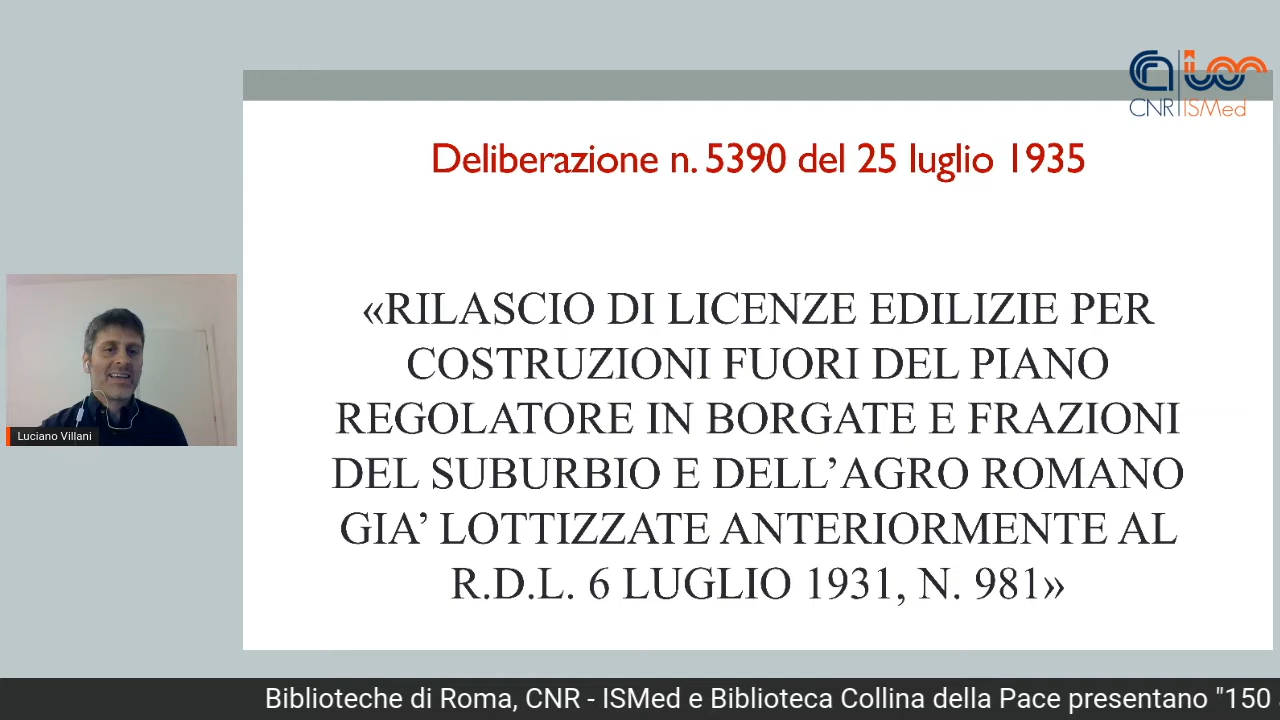 CNR ISMed
Deliberazione n. 5390 del 25 luglio 1935
«RILASCIO DI LICENZE EDILIZIE PER
COSTRUZIONI FUORI DEL PIANO
REGOLATORE IN BORGATE E FRAZIONI
DEL SUBURBIO E DELL’AGRO ROMANO
GIA’ LOTTIZZATE ANTERIORMENTE AL
R.D.L. 6 LUGLIO 1931, N. 981»
Luciano Villani
Biblioteche di Roma, CNR - ISMed e Biblioteca Collina della Pace presentano "150